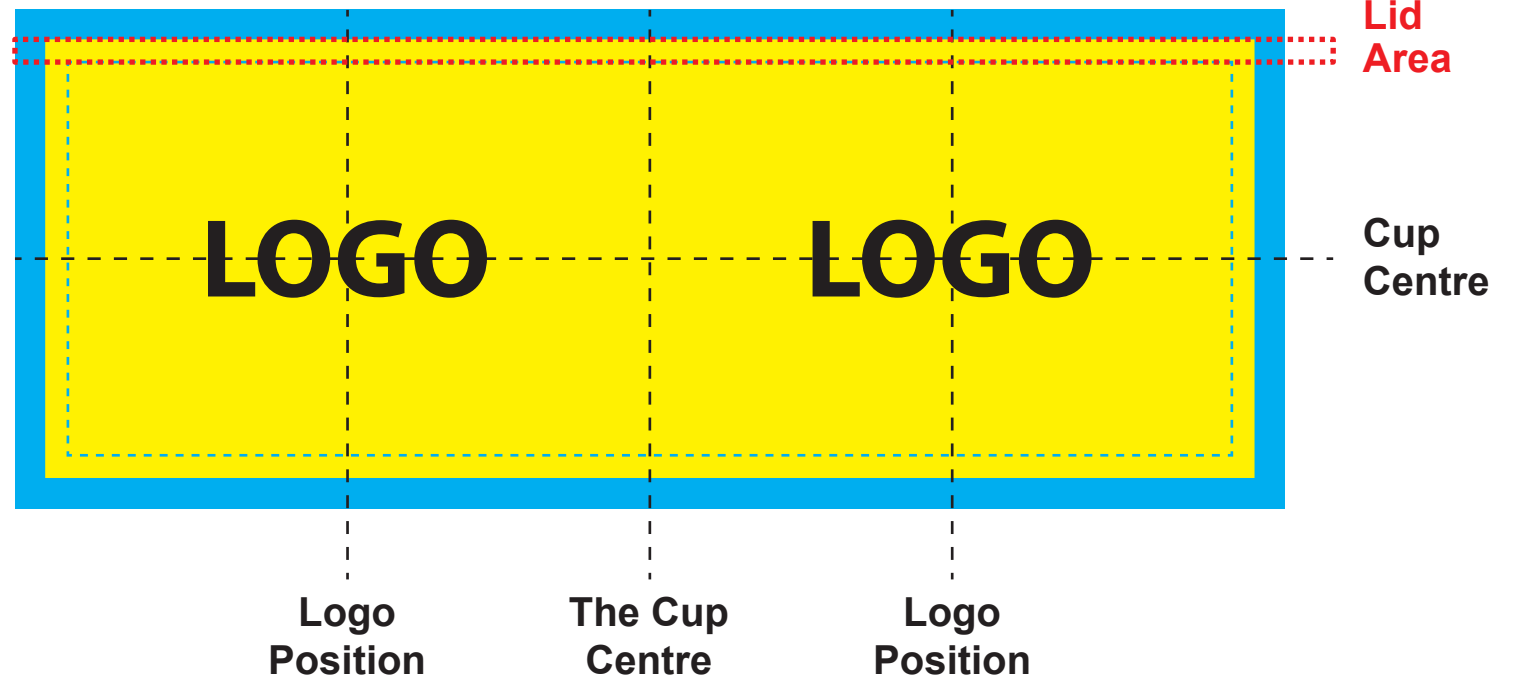 Lid
Area
LOGO LOGO
Cup
Centre
Logo
Position
The Cup
Centre
Logo
Position